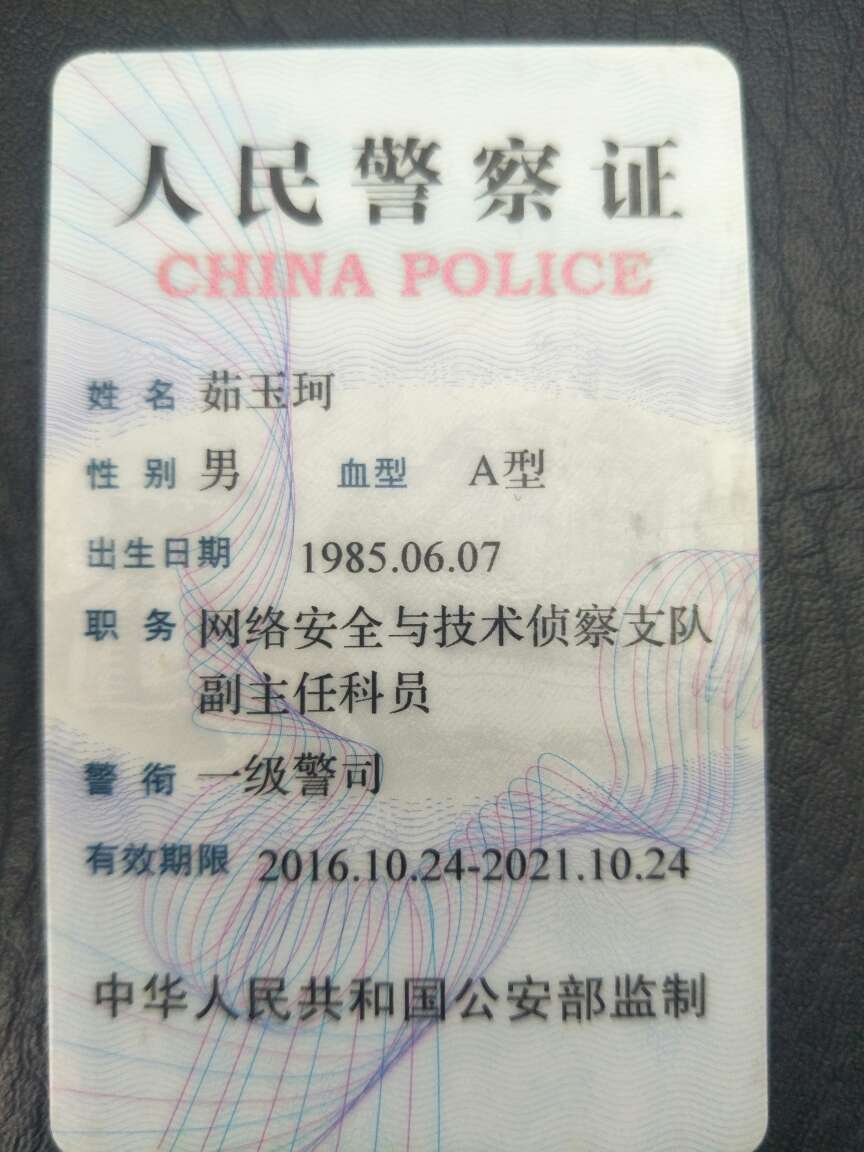 人民警察证
CHINA POLICE
姓名 茹玉珂
性别 男 血型 A型
出生日期 1985.06.07
职务 网络安全与技术侦察支队
副主任科员
警衔 一级警司
有效期限 2016.10.24-2021.10.24
中华人民共和国公安部监制